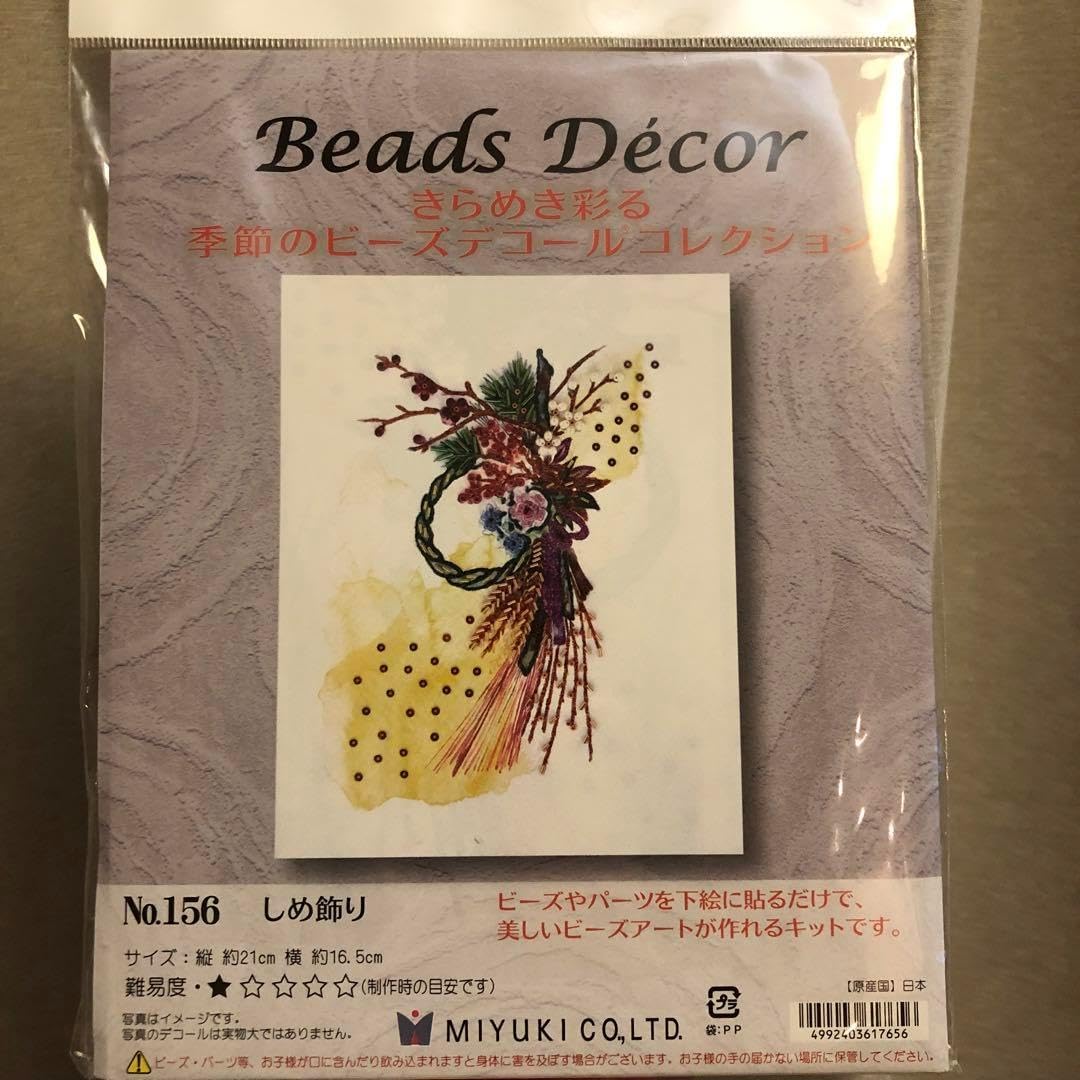 Beads Décor
きらめき彩る
季節のビーズデコールコレクション
No.156 しめ飾り
ビーズやパーツを下絵に貼るだけで、
美しいビーズアートが作れるキットです。
サイズ：縦 約21cm 横 約16.5cm
難易度・★☆☆☆☆(制作時の目安です)
【原産国】日本
写真はイメージです。
写真のデコールは実物大ではありません。
MIYUKI CO.,LTD.
プラ
袋:PP
4992403617656
⚠ビーズ・パーツ等、お子様が口に含んだり飲み込まれますと身体に害を及ぼす場合がございます。お子様の手の届かない場所に保管してください。